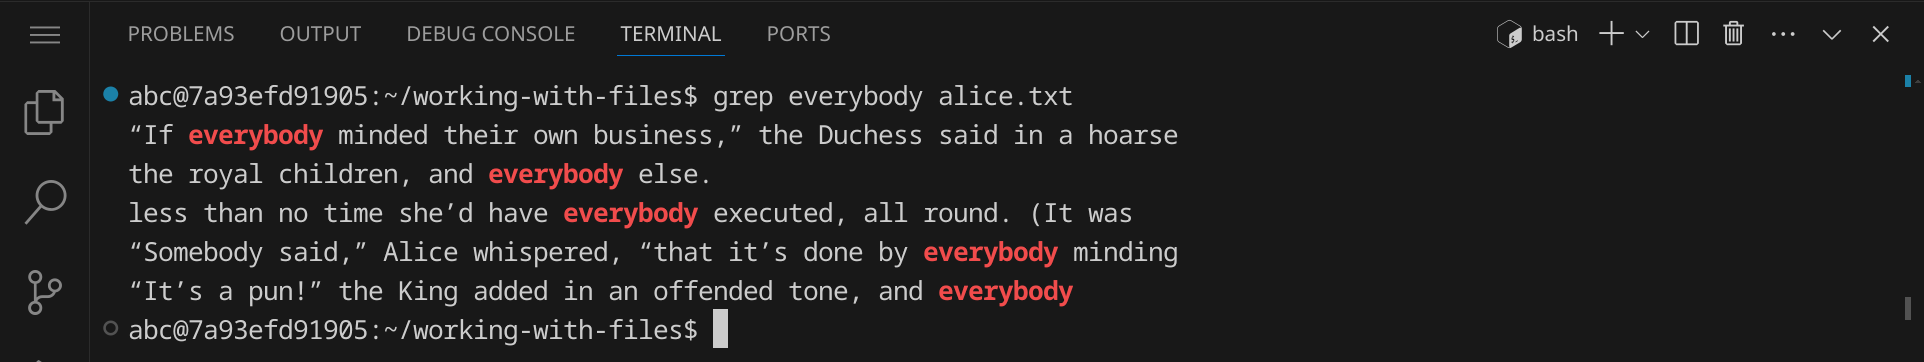 PROBLEMS OUTPUT DEBUG CONSOLE TERMINAL PORTS bash
abc@7a93efd91905:~/working-with-files$ grep everybody alice.txt
“If everybody minded their own business,” the Duchess said in a hoarse
the royal children, and everybody else.
less than no time she’d have everybody executed, all round. (It was
“Somebody said,” Alice whispered, “that it’s done by everybody minding
“It’s a pun!” the King added in an offended tone, and everybody
abc@7a93efd91905:~/working-with-files$